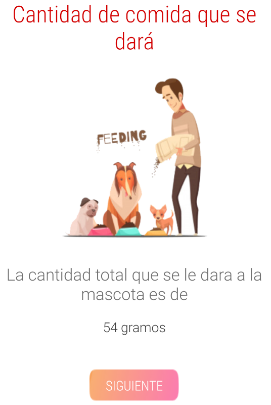 Cantidad de comida que se
dará
FEEDING
La cantidad total que se le dara a la
mascota es de
54 gramos
SIGUIENTE